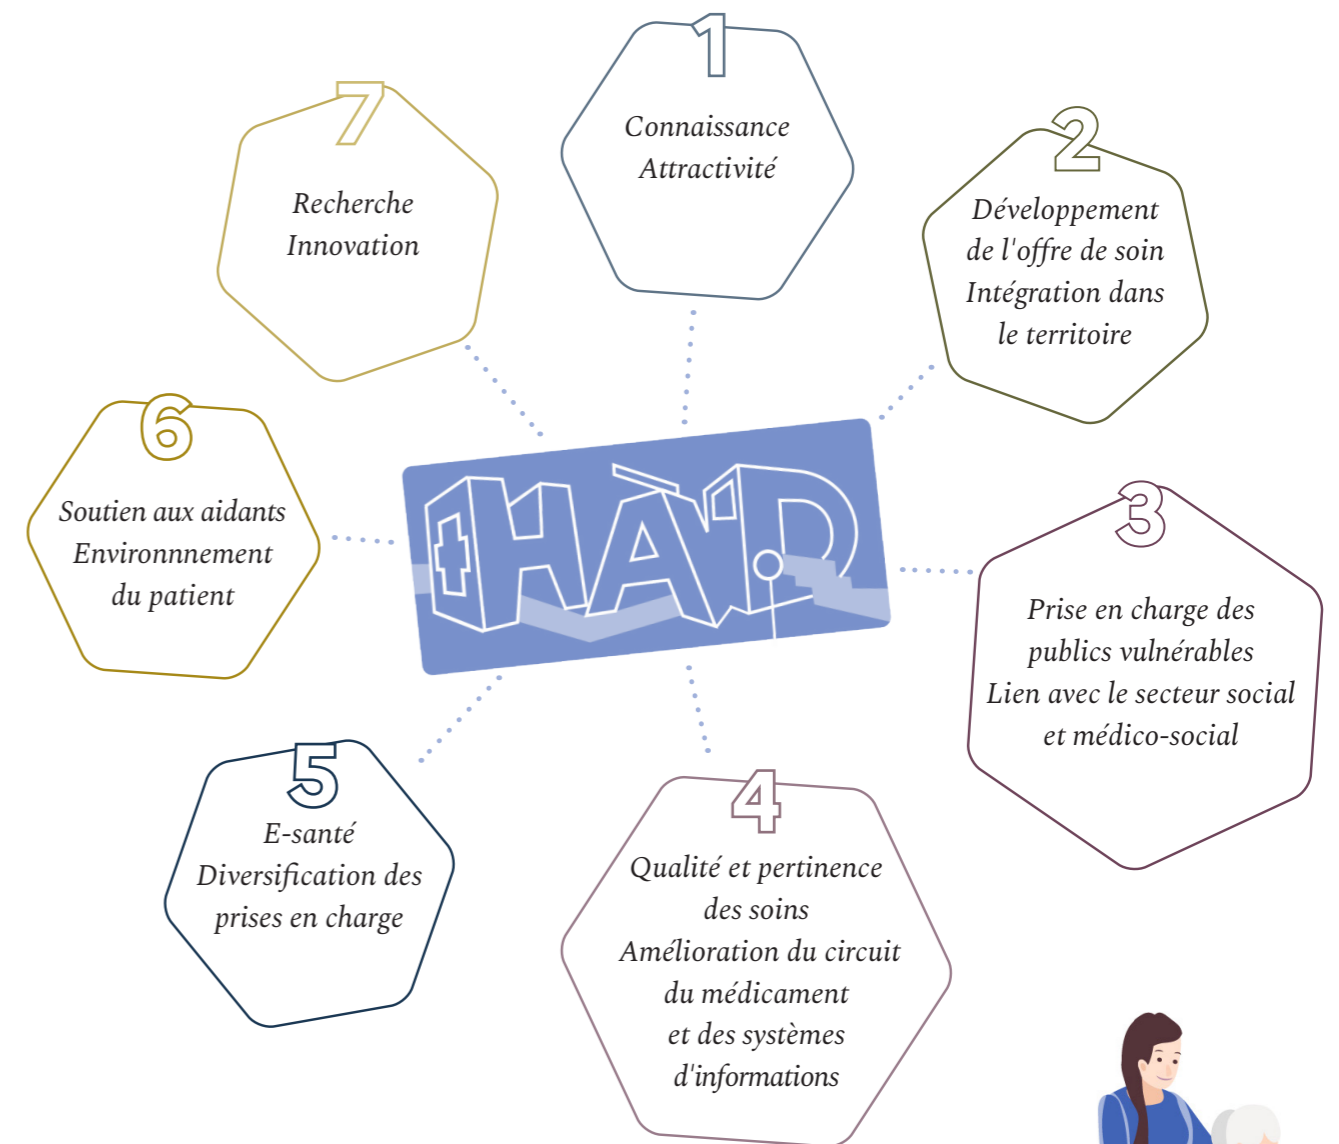 1
Connaissance
Attractivité
2
Développement
de l'offre de soin
Intégration dans
le territoire
3
Prise en charge des
publics vulnérables
Lien avec le secteur social
et médico-social
4
Qualité et pertinence
des soins
Amélioration du circuit
du médicament
et des systèmes
d'informations
5
E-santé
Diversification des
prises en charge
6
Soutien aux aidants
Environnnement
du patient
7
Recherche
Innovation
HÀD